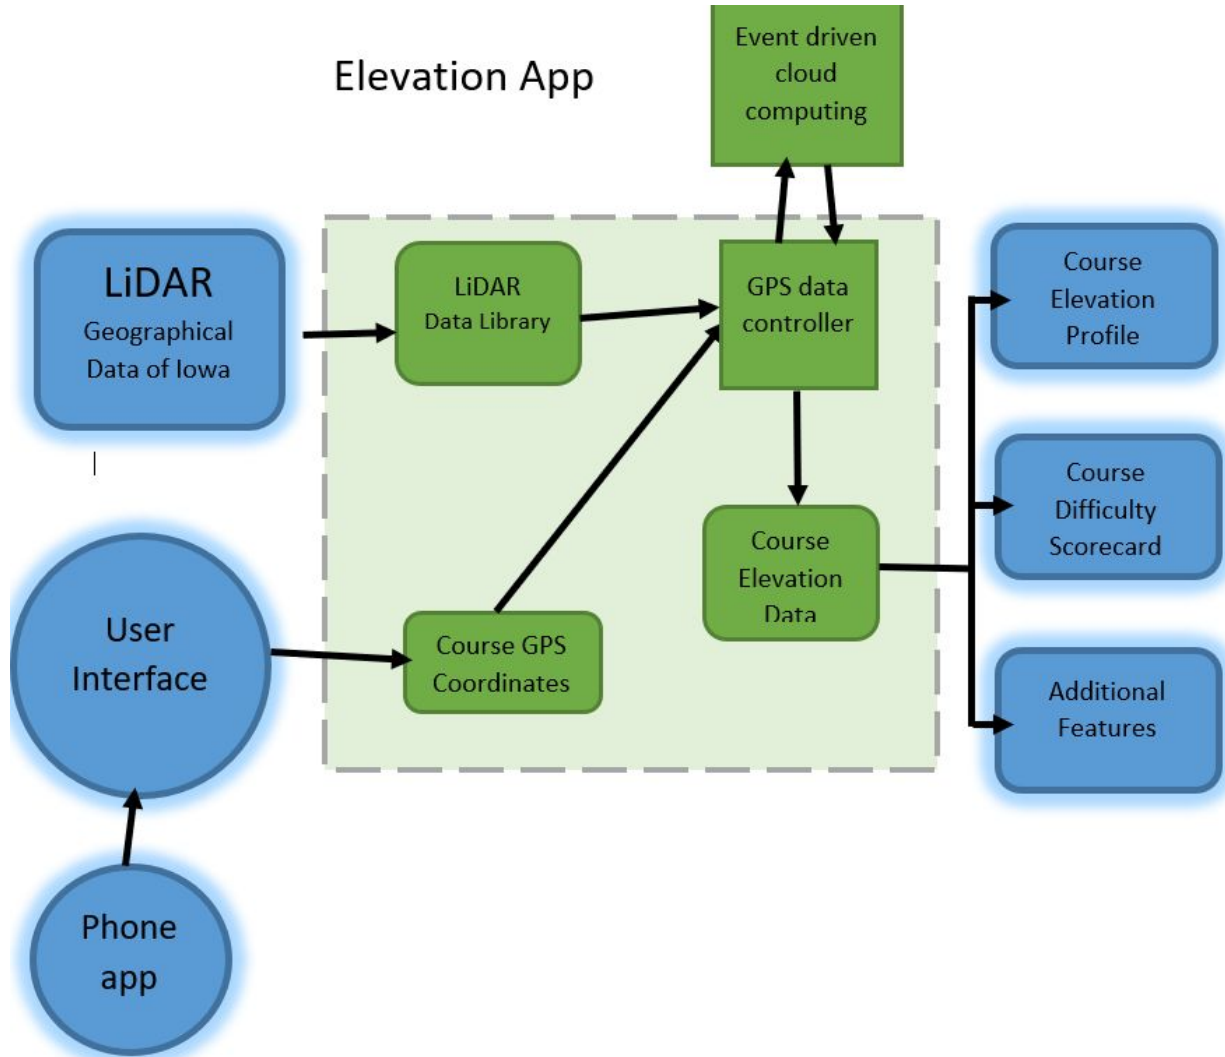 Elevation App
Event driven
cloud
computing
LiDAR
Geographical
Data of Iowa
LiDAR
Data Library
GPS data
controller
Course
Elevation
Profile
Course
Difficulty
Scorecard
Course
Elevation
Data
User
Interface
Course GPS
Coordinates
Additional
Features
Phone
app